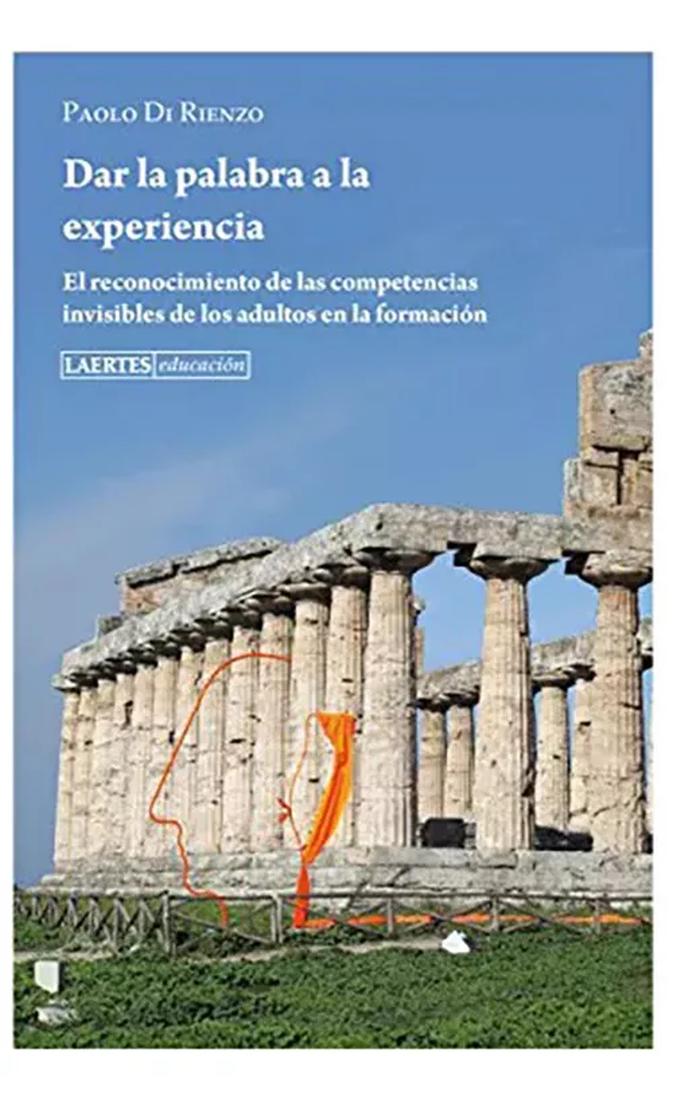 PAOLO DI RIENZO
Dar la palabra a la
experiencia
El reconocimiento de las competencias
invisibles de los adultos en la formación
LAERTES educación